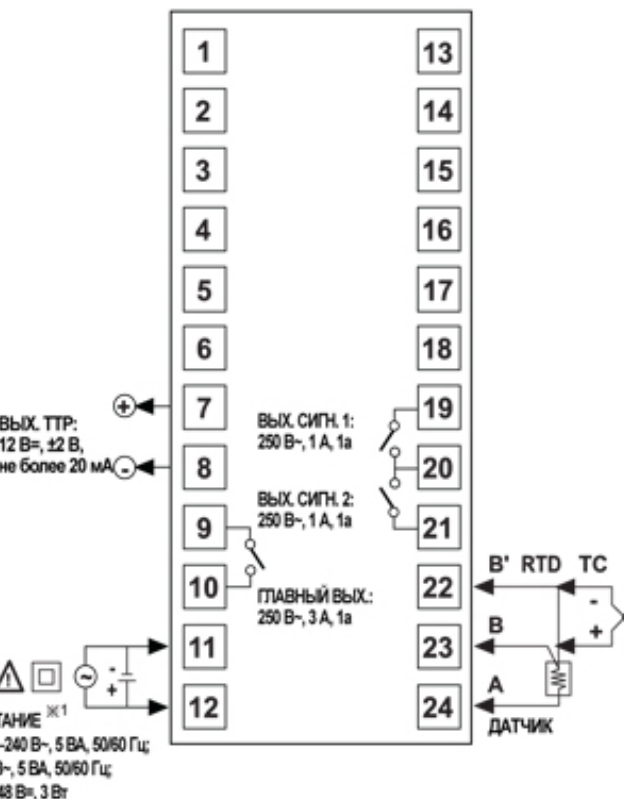 1
13
2
14
3
15
4
16
5
17
6
18
7
19
ВЫХ. ТТР:
12 В=, ±2 В,
не более 20 мА
+
-
ВЫХ. СИГН. 1:
250 В~, 1 А, 1a
8
20
ВЫХ. СИГН. 2:
250 В~, 1 А, 1a
9
21
10
22
ГЛАВНЫЙ ВЫХ.:
250 В~, 3 А, 1a
B' RTD TC
-
+
11
23
B
~
-
+
12
24
A
ДАТЧИК
ТАНИЕ ※1
-240 В~, 5 ВА, 50/60 Гц;
В~, 5 ВА, 50/60 Гц;
48 В=, 3 Вт